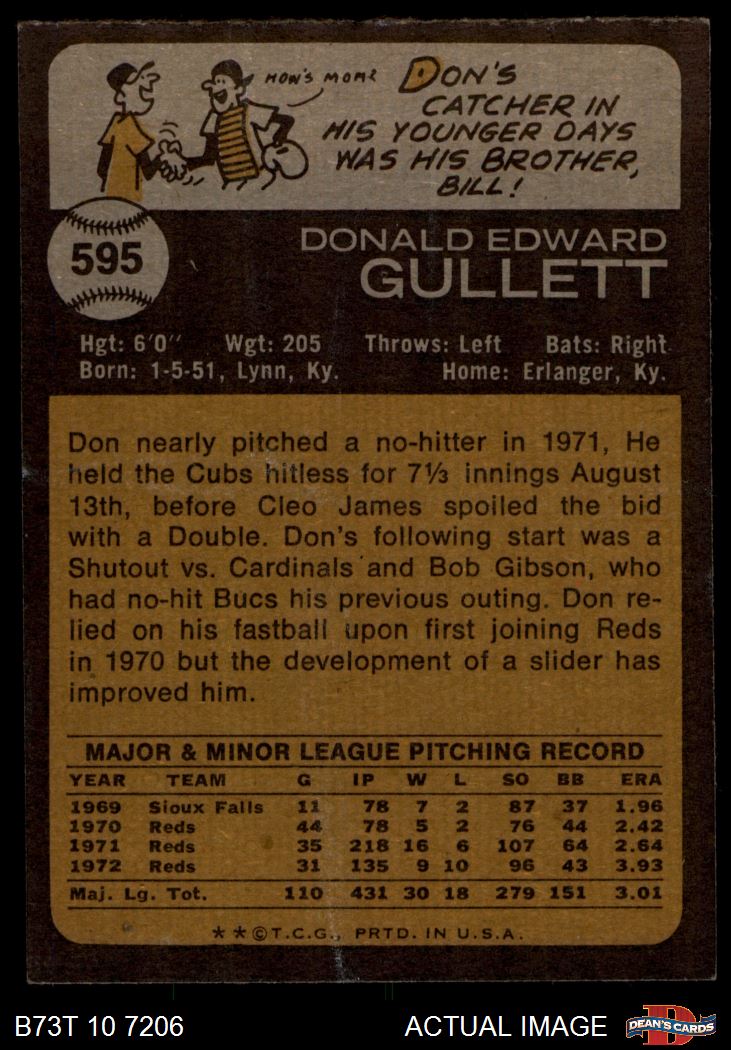 HOW'S MOM?
DON'S
CATCHER IN
HIS YOUNGER DAYS
WAS HIS BROTHER,
BILL!
595
DONALD EDWARD
GULLETT
Hgt: 6'0" Wgt: 205 Throws: Left Bats: Right
Born: 1-5-51, Lynn, Ky. Home: Erlanger, Ky.
Don nearly pitched a no-hitter in 1971, He
held the Cubs hitless for 7⅓ innings August
13th, before Cleo James spoiled the bid
with a Double. Don's following start was a
Shutout vs. Cardinals and Bob Gibson, who
had no-hit Bucs his previous outing. Don re-
lied on his fastball upon first joining Reds
in 1970 but the development of a slider has
improved him.
MAJOR & MINOR LEAGUE PITCHING RECORD
YEAR TEAM G IP W L SO BB ERA
1969 Sioux Falls 11 78 7 2 87 37 1.96
1970 Reds 44 78 5 2 76 44 2.42
1971 Reds 35 218 16 6 107 64 2.64
1972 Reds 31 135 9 10 96 43 3.93
Maj. Lg. Tot. 110 431 30 18 279 151 3.01
**©T.C.G., PRTD. IN U.S.A.
B73T 10 7206 ACTUAL IMAGE
D
DEAN'S CARDS